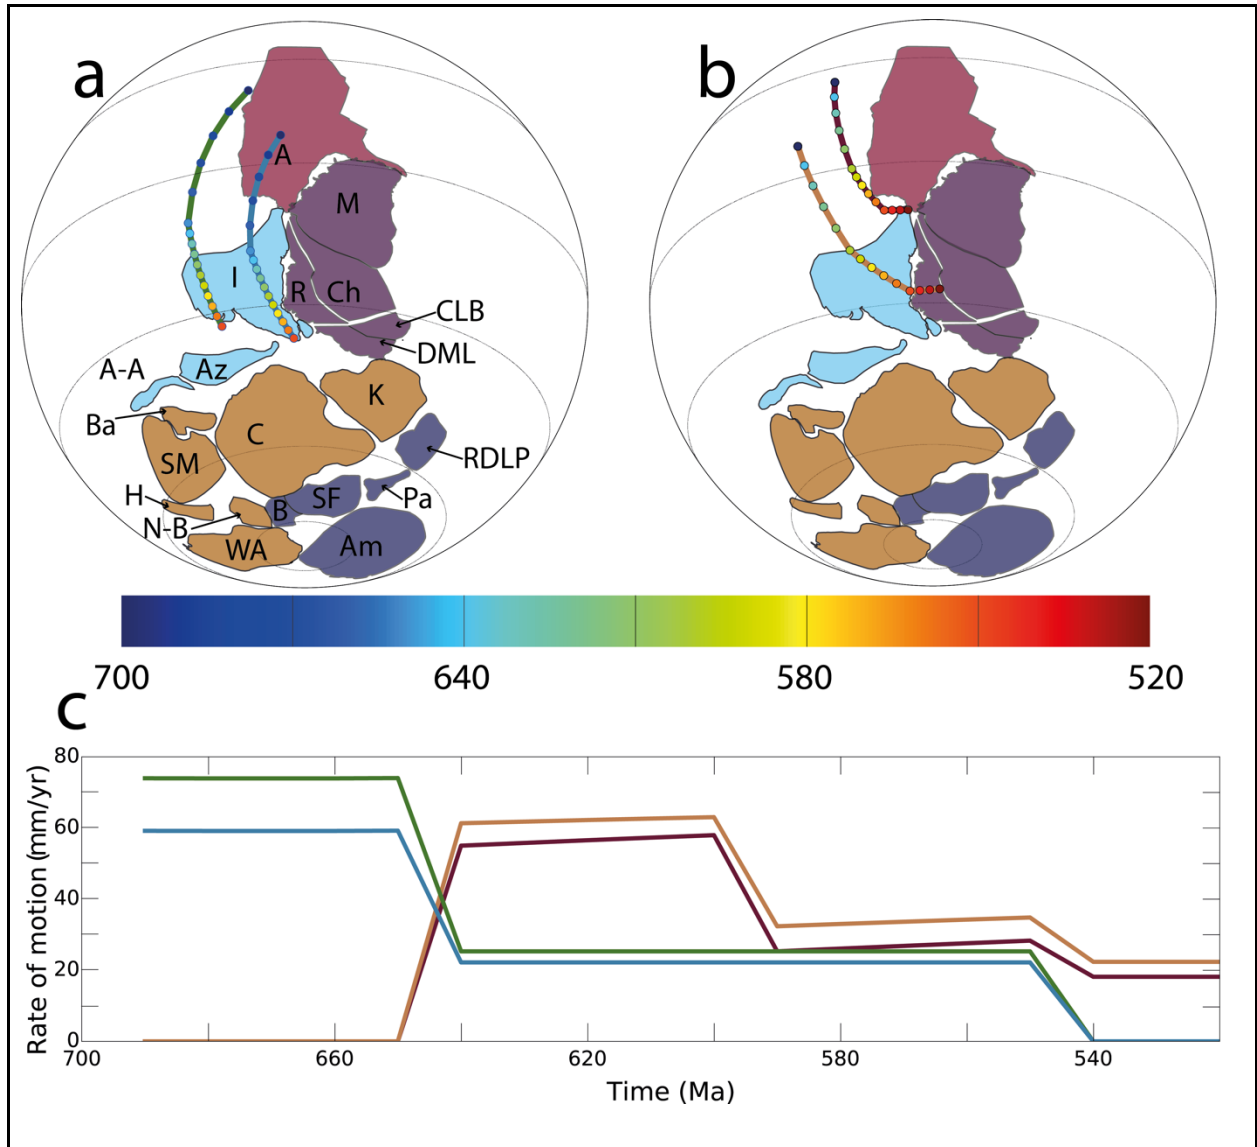 a
b
A
M
I
R
Ch
CLB
DML
A-A
Az
Ba
K
C
SM
RDLP
H
SF
Pa
N-B
B
WA
Am
700
640
580
520
c
Rate of motion (mm/yr)
80
60
40
20
0
700
660
620
580
540
Time (Ma)